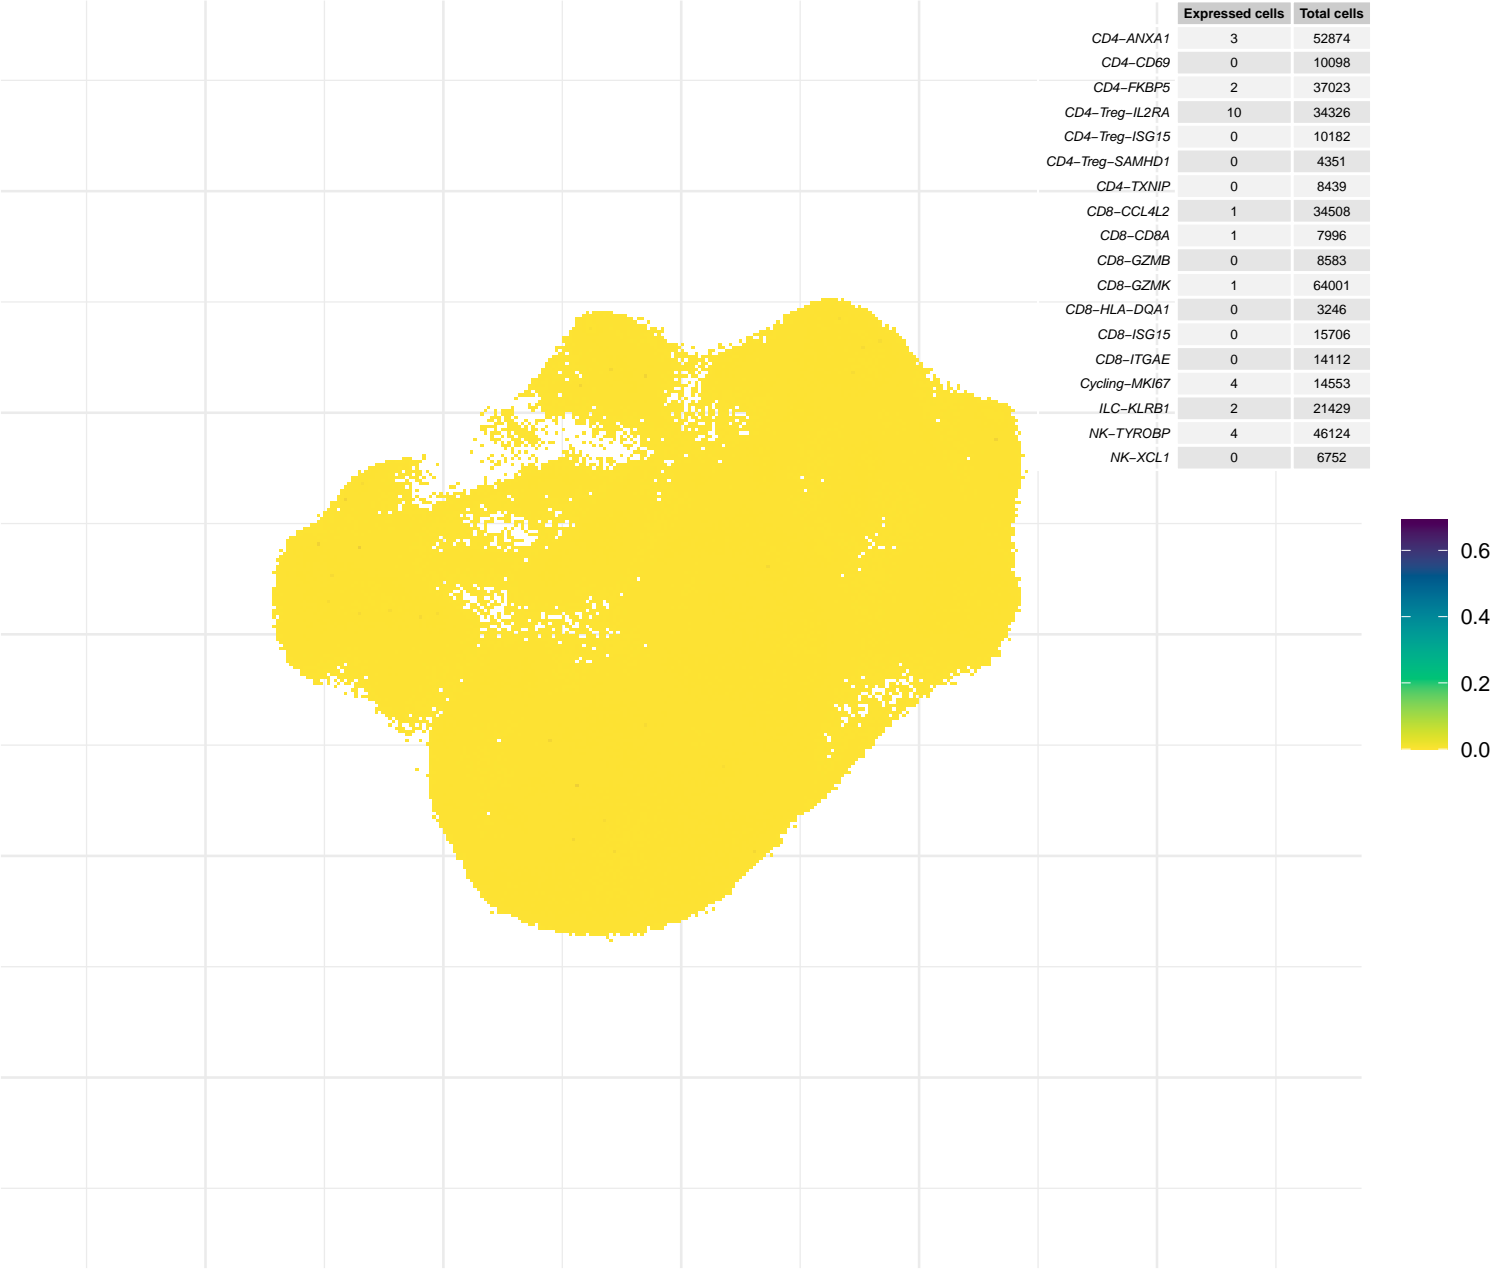 Expressed cells Total cells
CD4−ANXA1 3 52874
CD4−CD69 0 10098
CD4−FKBP5 2 37023
CD4−Treg−IL2RA 10 34326
CD4−Treg−ISG15 0 10182
CD4−Treg−SAMHD1 0 4351
CD4−TXNIP 0 8439
CD8−CCL4L2 1 34508
CD8−CD8A 1 7996
CD8−GZMB 0 8583
CD8−GZMK 1 64001
CD8−HLA−DQA1 0 3246
CD8−ISG15 0 15706
CD8−ITGAE 0 14112
Cycling−MKI67 4 14553
ILC−KLRB1 2 21429
NK−TYROBP 4 46124
NK−XCL1 0 6752
0.6
0.4
0.2
0.0